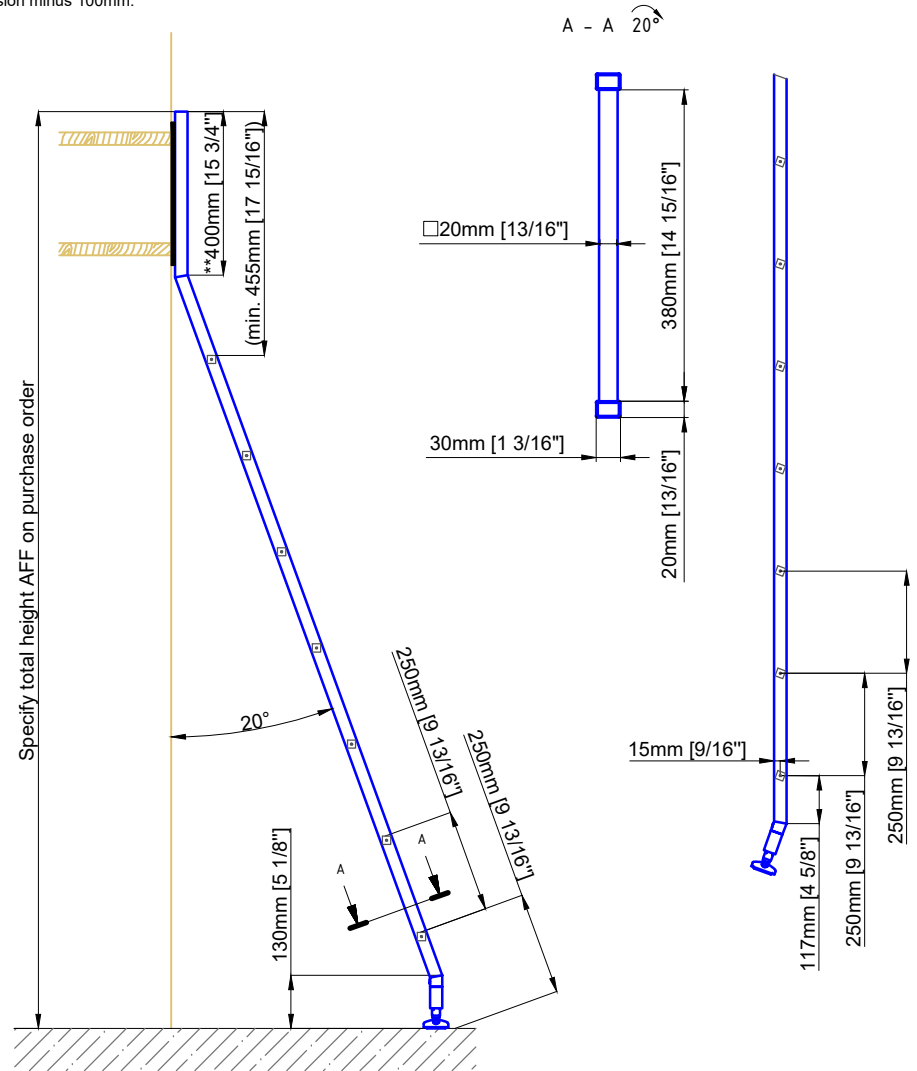 sion minus 100mm.
A - A 20°
**400mm [15 3/4"]
(min. 455mm [17 15/16"])
□20mm [13/16"]
380mm [14 15/16"]
30mm [1 3/16"]
20mm [13/16"]
Specify total height AFF on purchase order
20°
250mm [9 13/16"]
250mm [9 13/16"]
A
A
130mm [5 1/8"]
15mm [9/16"]
117mm [4 5/8"]
250mm [9 13/16"]
250mm [9 13/16"]